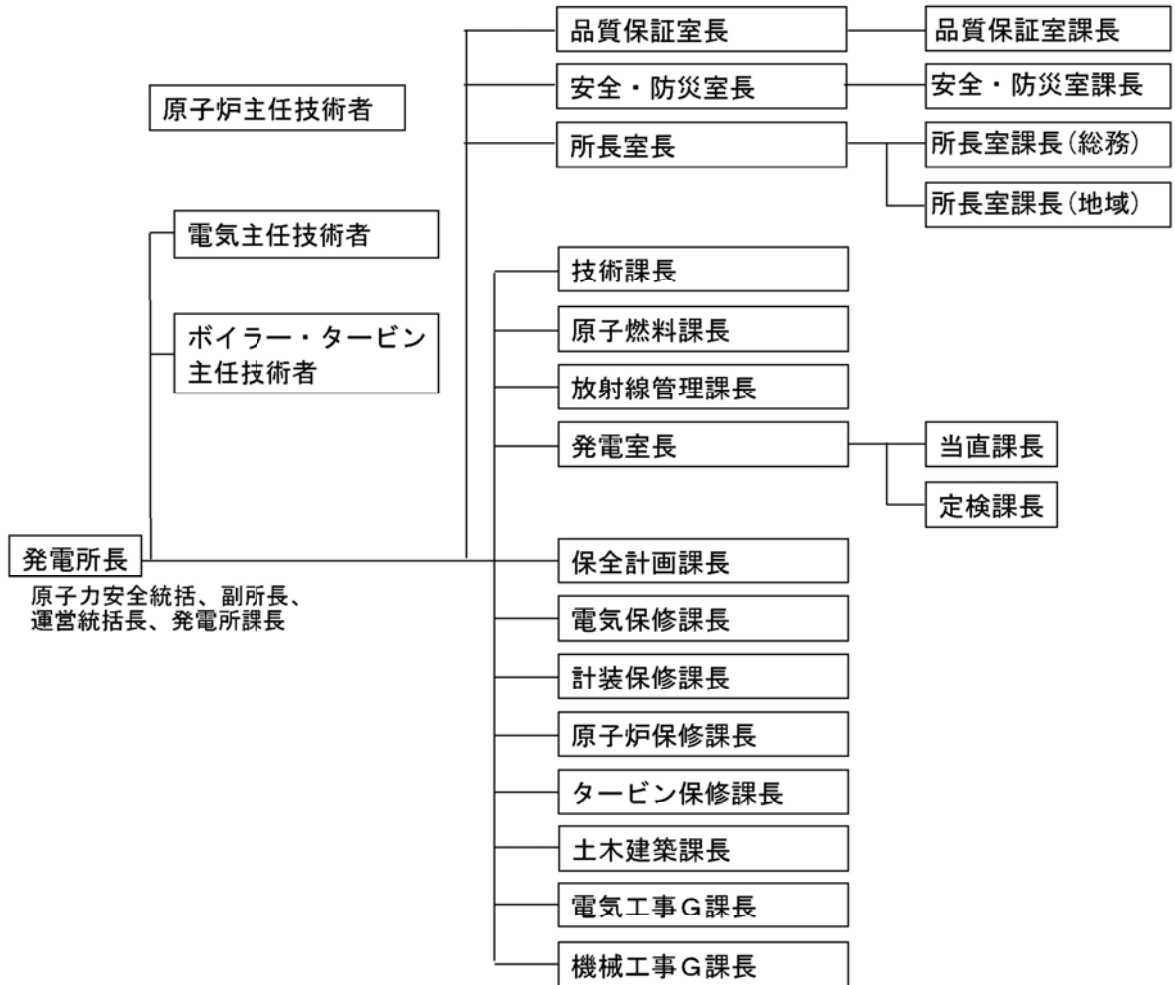 品質保証室長
品質保証室課長
安全・防災室長
安全・防災室課長
原子炉主任技術者
所長室長
所長室課長(総務)
所長室課長(地域)
電気主任技術者
技術課長
ボイラー・タービン
主任技術者
原子燃料課長
放射線管理課長
発電室長
当直課長
定検課長
発電所長
原子力安全統括、副所長、
運営統括長、発電所課長
保全計画課長
電気保修課長
計装保修課長
原子炉保修課長
タービン保修課長
土木建築課長
電気工事G課長
機械工事G課長